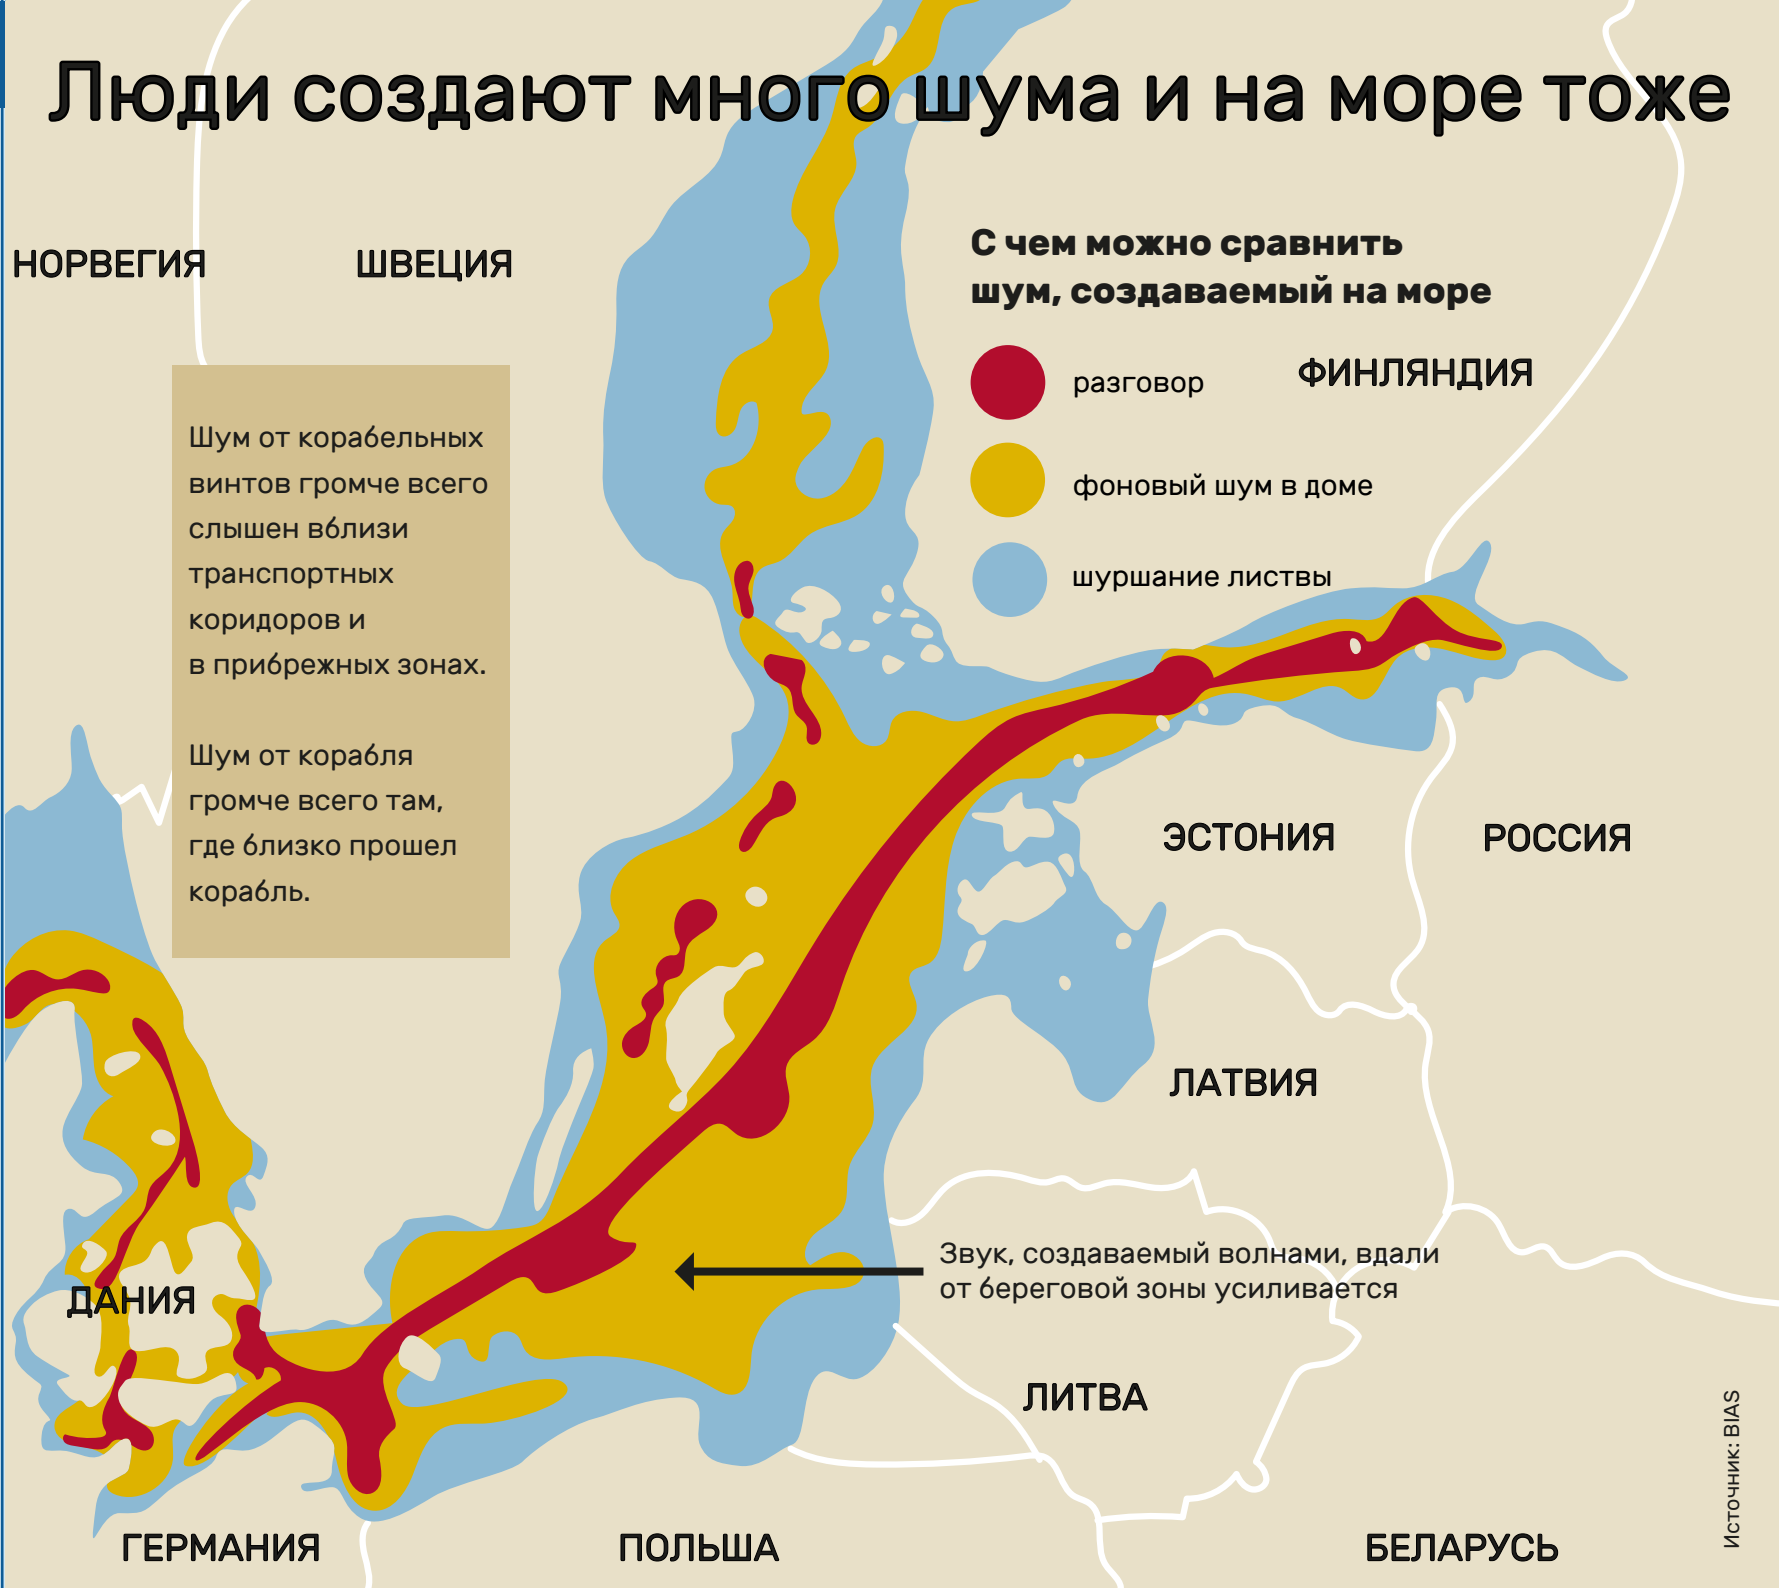 Люди создают много шума и на море тоже
НОРВЕГИЯ
ШВЕЦИЯ
С чем можно сравнить
шум, создаваемый на море
разговор
ФИНЛЯНДИЯ
фоновый шум в доме
шуршание листвы
Шум от корабельных
винтов громче всего
слышен вблизи
транспортных
коридоров и
в прибрежных зонах.
Шум от корабля
громче всего там,
где близко прошел
корабль.
ЭСТОНИЯ
РОССИЯ
ЛАТВИЯ
Звук, создаваемый волнами, вдали
от береговой зоны усиливается
ДАНИЯ
ЛИТВА
ГЕРМАНИЯ
ПОЛЬША
БЕЛАРУСЬ
Источник: BIAS